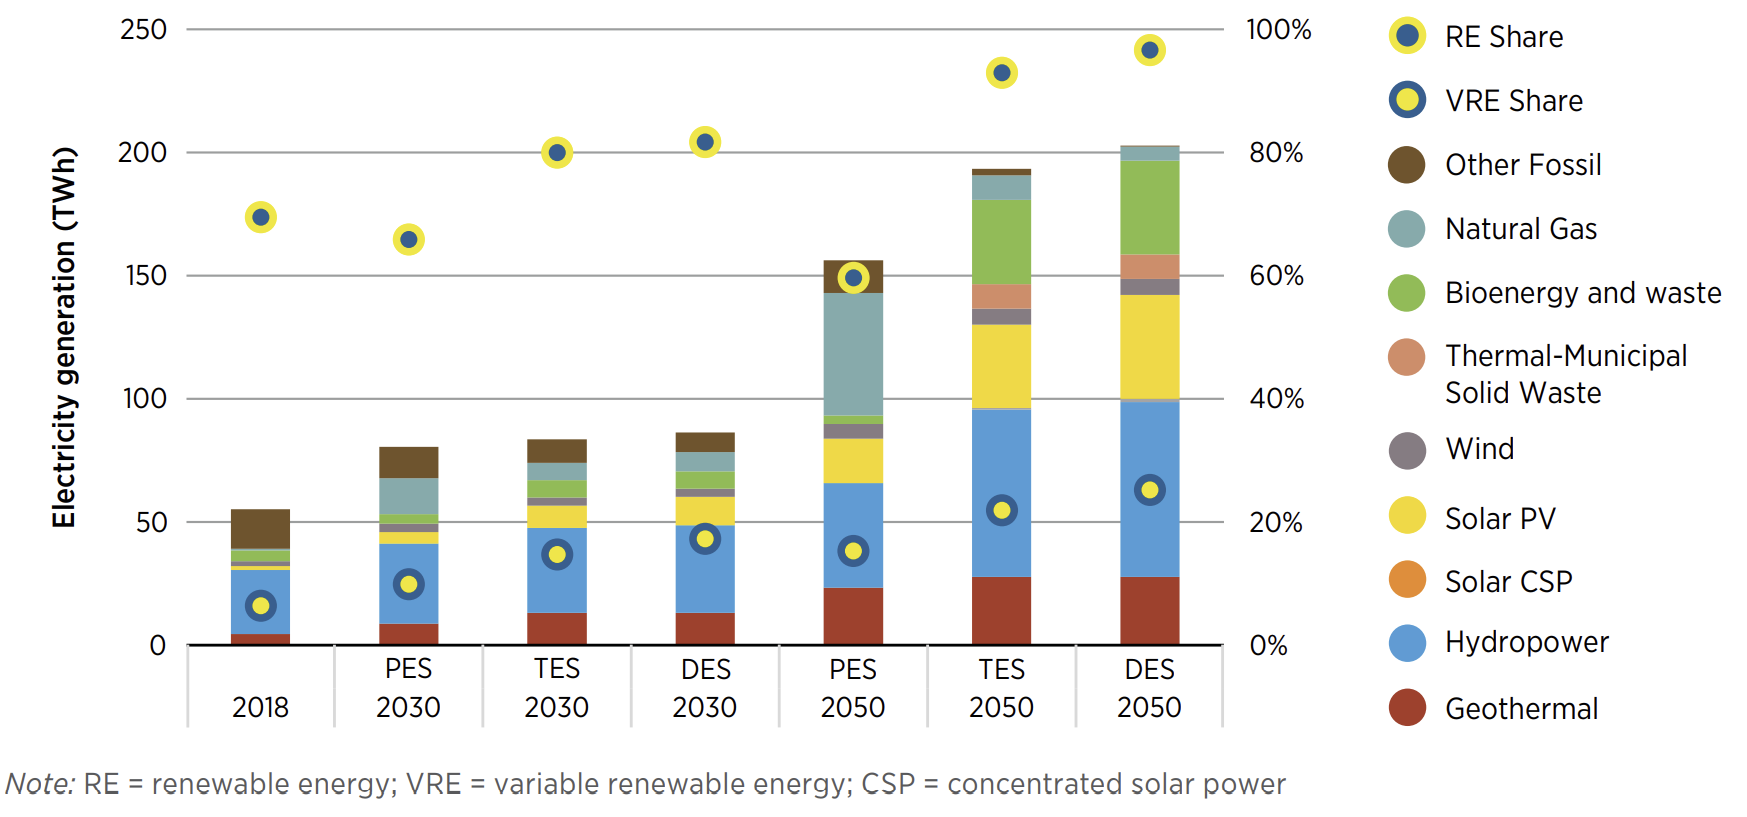 250
200
150
100
50
0
Electricity generation (TWh)
100%
80%
60%
40%
20%
0%
2018
PES
2030
TES
2030
DES
2030
PES
2050
TES
2050
DES
2050
RE Share
VRE Share
Other Fossil
Natural Gas
Bioenergy and waste
Thermal-Municipal
Solid Waste
Wind
Solar PV
Solar CSP
Hydropower
Geothermal
Note: RE = renewable energy; VRE = variable renewable energy; CSP = concentrated solar power